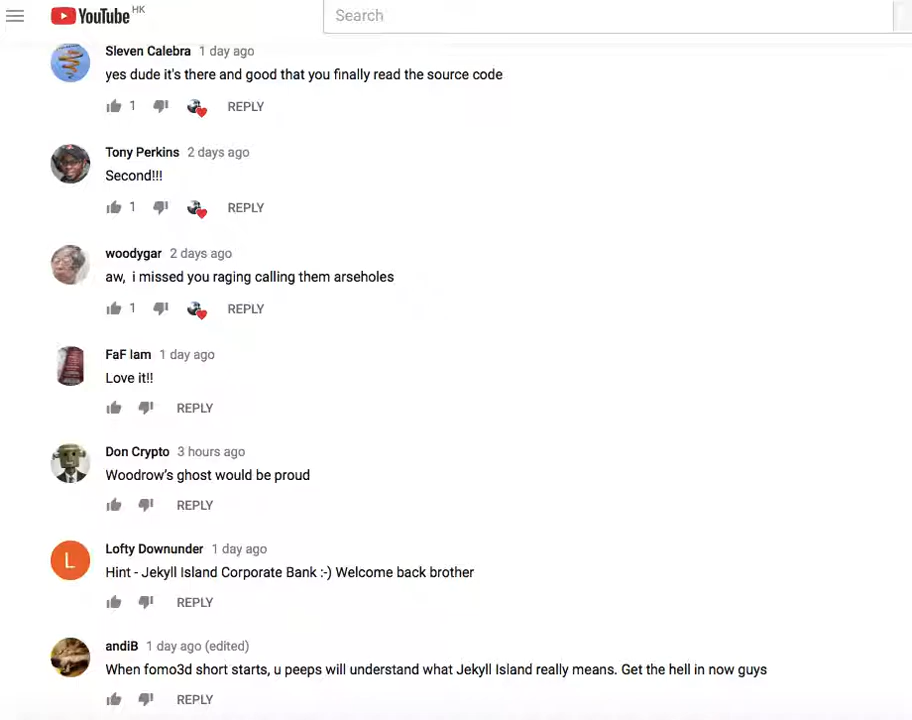 YouTube HK
Search
Sleven Calebra 1 day ago
yes dude it's there and good that you finally read the source code
1 REPLY
Tony Perkins 2 days ago
Second!!!
1 REPLY
woodygar 2 days ago
aw, i missed you raging calling them arseholes
1 REPLY
FaF lam 1 day ago
Love it!!
REPLY
Don Crypto 3 hours ago
Woodrow's ghost would be proud
REPLY
L
Lofty Downunder 1 day ago
Hint - Jekyll Island Corporate Bank :-) Welcome back brother
REPLY
andiB 1 day ago (edited)
When fomo3d short starts, u peeps will understand what Jekyll Island really means. Get the hell in now guys
REPLY